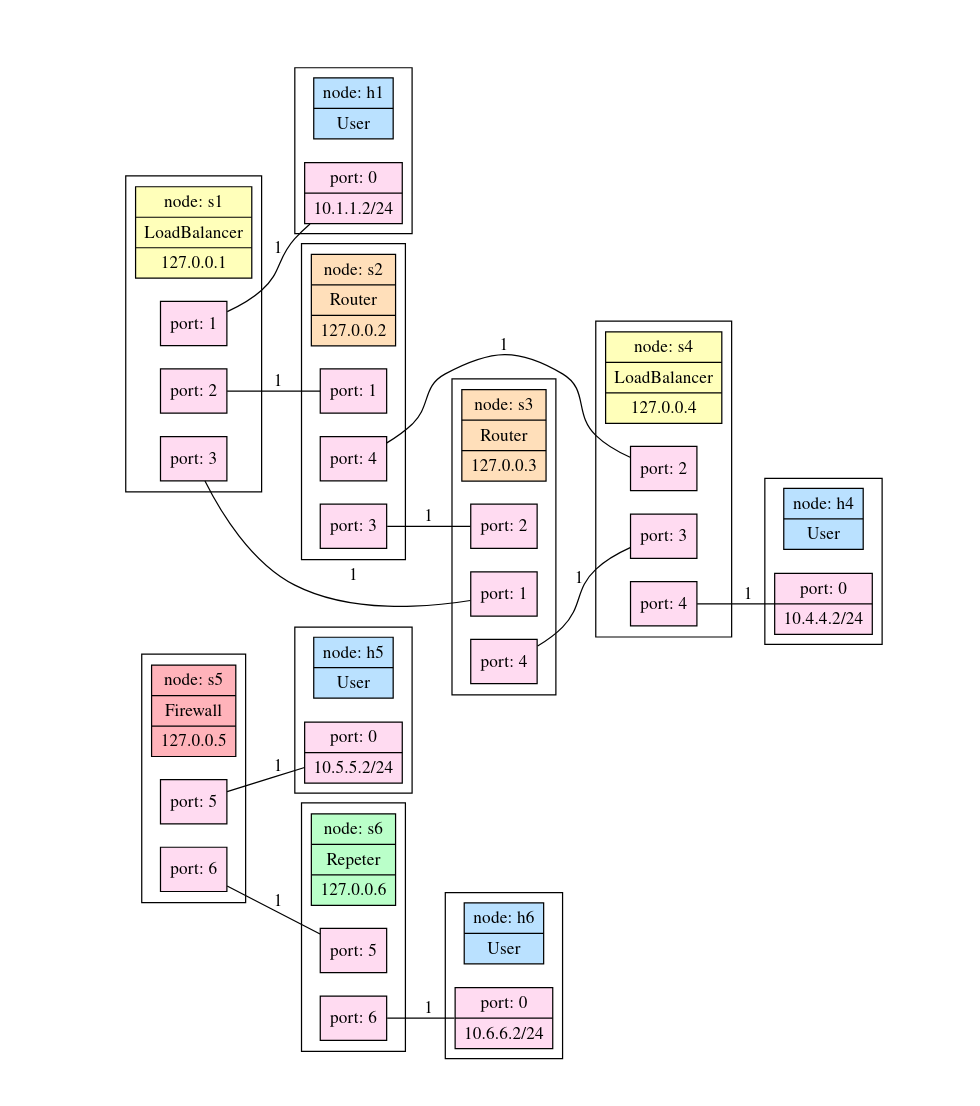 node: h1
User
port: 0
10.1.1.2/24
node: s1
LoadBalancer
127.0.0.1
port: 1
port: 2
port: 3
1
1
1
node: s2
Router
127.0.0.2
port: 1
port: 4
port: 3
1
1
node: s3
Router
127.0.0.3
port: 2
port: 1
port: 4
1
node: s4
LoadBalancer
127.0.0.4
port: 2
port: 3
port: 4
1
node: h4
User
port: 0
10.4.4.2/24
node: s5
Firewall
127.0.0.5
port: 5
port: 6
1
1
node: h5
User
port: 0
10.5.5.2/24
node: s6
Repeter
127.0.0.6
port: 5
port: 6
1
node: h6
User
port: 0
10.6.6.2/24